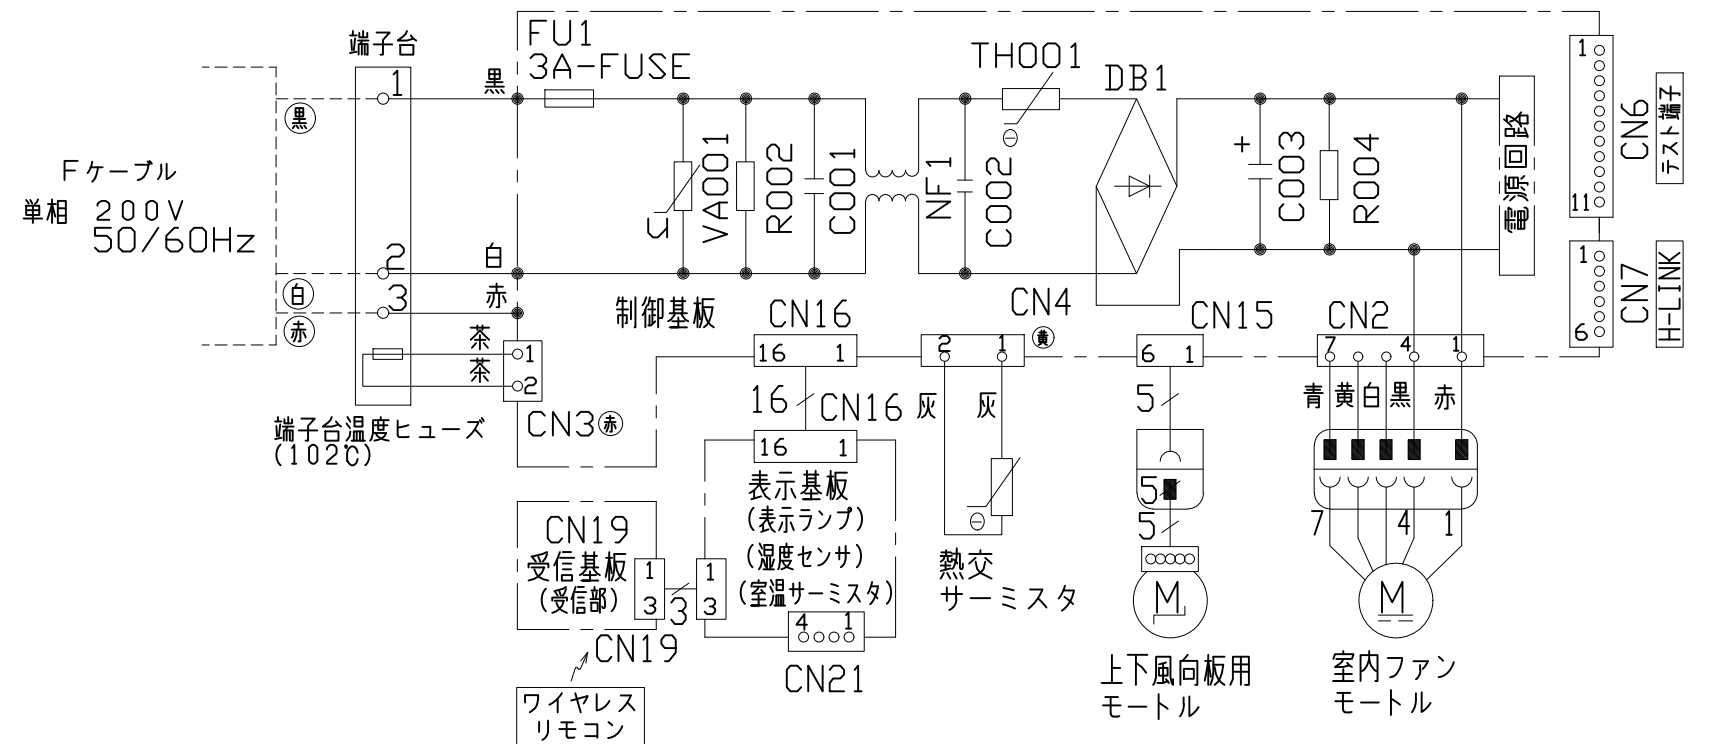 端子台
1
2
3
黒
白
赤
茶
茶
Fケーブル
単相 200V
50/60Hz
黒
白
赤
端子台温度ヒューズ
(102℃)
1
2
CN3 赤
FU1
3A-FUSE
u
VA001
R002
C001
NF1
C002
TH001
⊖
DB1
+
C003
R004
電源回路
1
11
CN6
テスト端子
1
6
CN7
H-LINK
制御基板
CN16
16 1
16
CN16
16 1
表示基板
(表示ランプ)
(湿度センサ)
(室温サーミスタ)
4 1
CN21
CN19
受信基板
(受信部)
1
3
3
1
3
CN19
ワイヤレス
リモコン
CN4
黄
2 1
灰 灰
⊖
熱交
サーミスタ
CN15
6 1
5
5
5
M
上下風向板用
モートル
CN2
7 4 1
青 黄 白 黒 赤
7 4 1
M
室内ファン
モートル